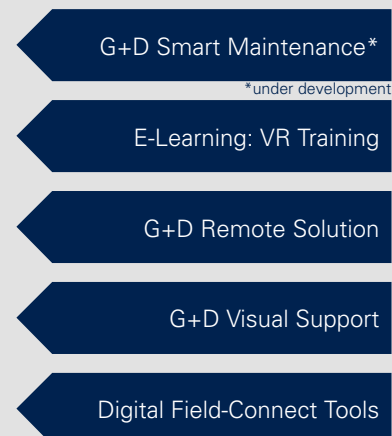 G+D Smart Maintenance*
*under development
E-Learning: VR Training
G+D Remote Solution
G+D Visual Support
Digital Field-Connect Tools